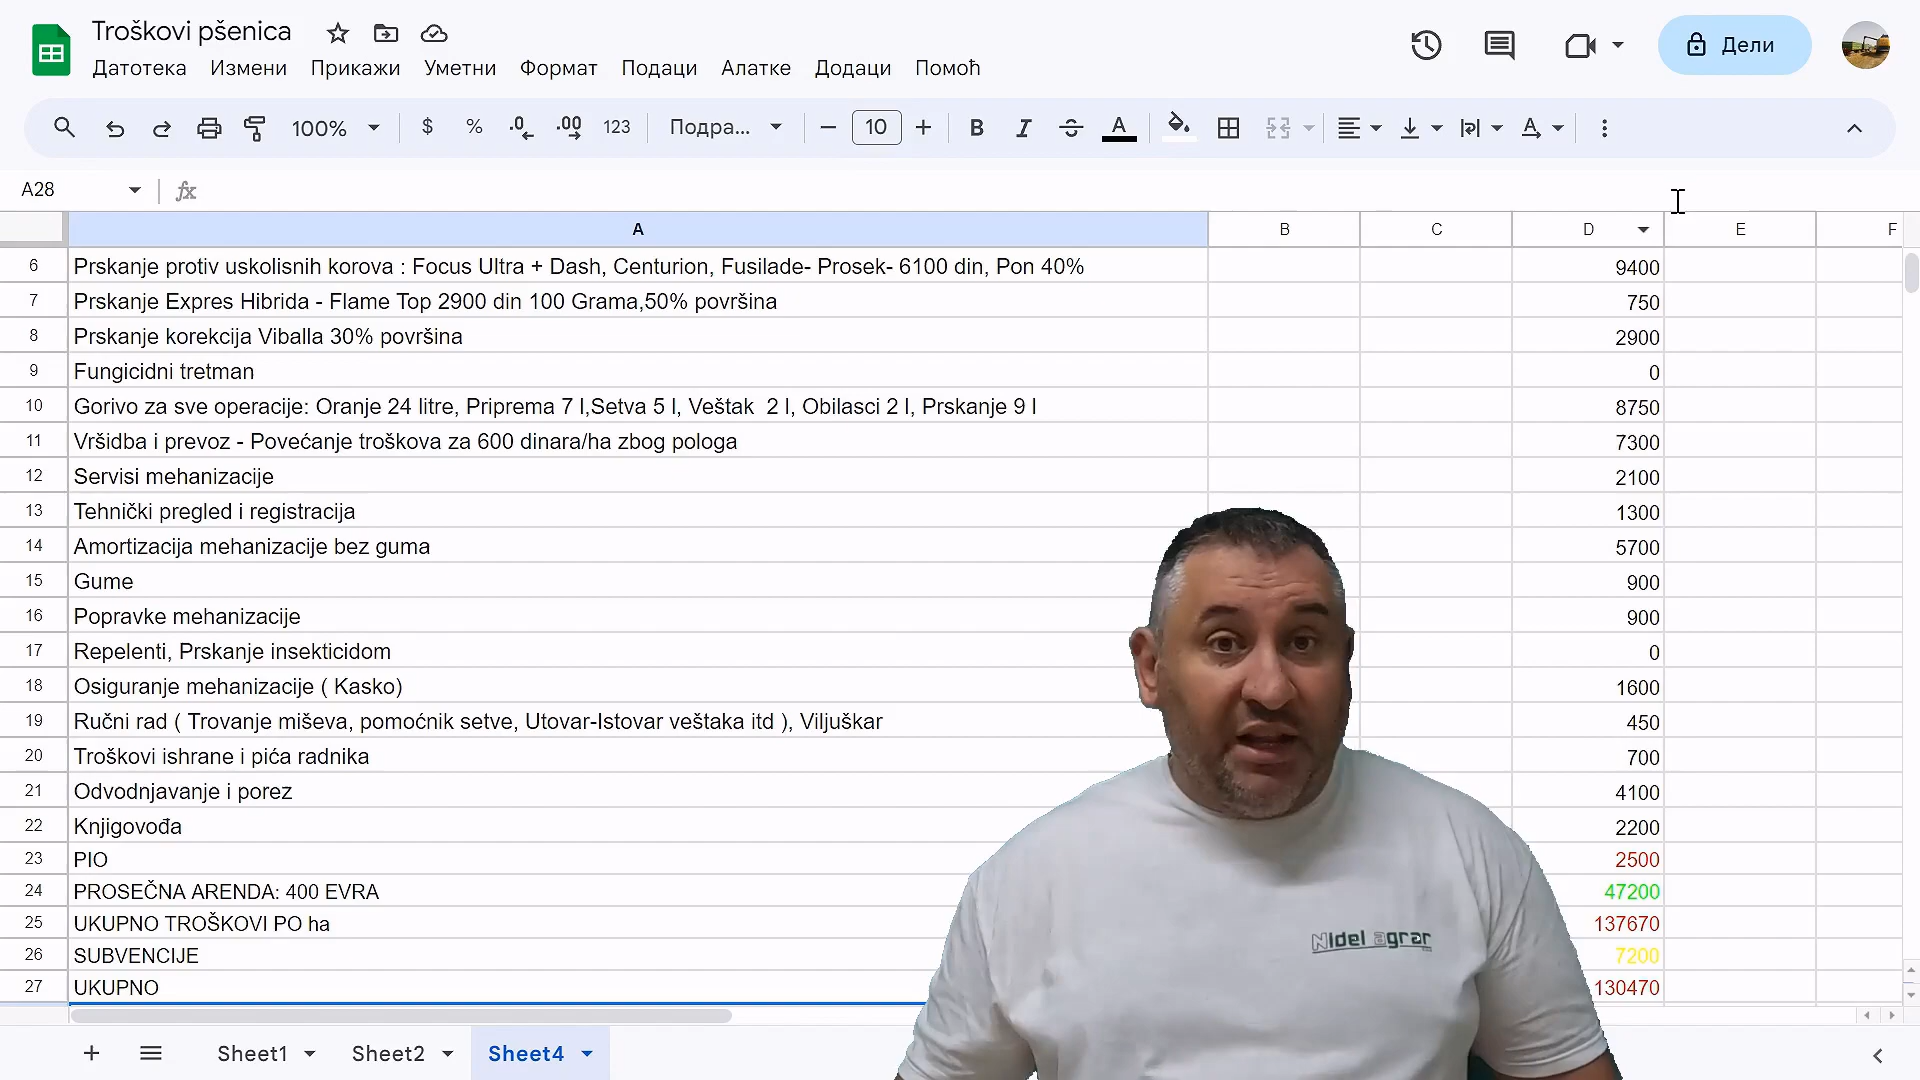 Troškovi pšenica
Датотека Измени Прикажи Уметни Формат Подаци Алатке Додаци Помоћ
Дели
100% $ % .0 .00 123 Подра... 10 B I A
A28 fx
A B C D E F
6 Prskanje protiv uskolisnih korova : Focus Ultra + Dash, Centurion, Fusilade- Prosek- 6100 din, Pon 40% 9400
7 Prskanje Expres Hibrida - Flame Top 2900 din 100 Grama,50% površina 750
8 Prskanje korekcija Viballa 30% površina 2900
9 Fungicidni tretman 0
10 Gorivo za sve operacije: Oranje 24 litre, Priprema 7 l,Setva 5 l, Veštak 2 l, Obilasci 2 l, Prskanje 9 l 8750
11 Vršidba i prevoz - Povećanje troškova za 600 dinara/ha zbog pologa 7300
12 Servisi mehanizacije 2100
13 Tehnički pregled i registracija 1300
14 Amortizacija mehanizacije bez guma 5700
15 Gume 900
16 Popravke mehanizacije 900
17 Repelenti, Prskanje insekticidom 0
18 Osiguranje mehanizacije ( Kasko) 1600
19 Ručni rad ( Trovanje miševa, pomoćnik setve, Utovar-Istovar veštaka itd ), Viljuškar 450
20 Troškovi ishrane i pića radnika 700
21 Odvodnjavanje i porez 4100
22 Knjigovođa 2200
23 PIO 2500
24 PROSEČNA ARENDA: 400 EVRA 47200
25 UKUPNO TROŠKOVI PO ha 137670
26 SUBVENCIJE 7200
27 UKUPNO 130470
Nidel agrar
Sheet1 Sheet2 Sheet4